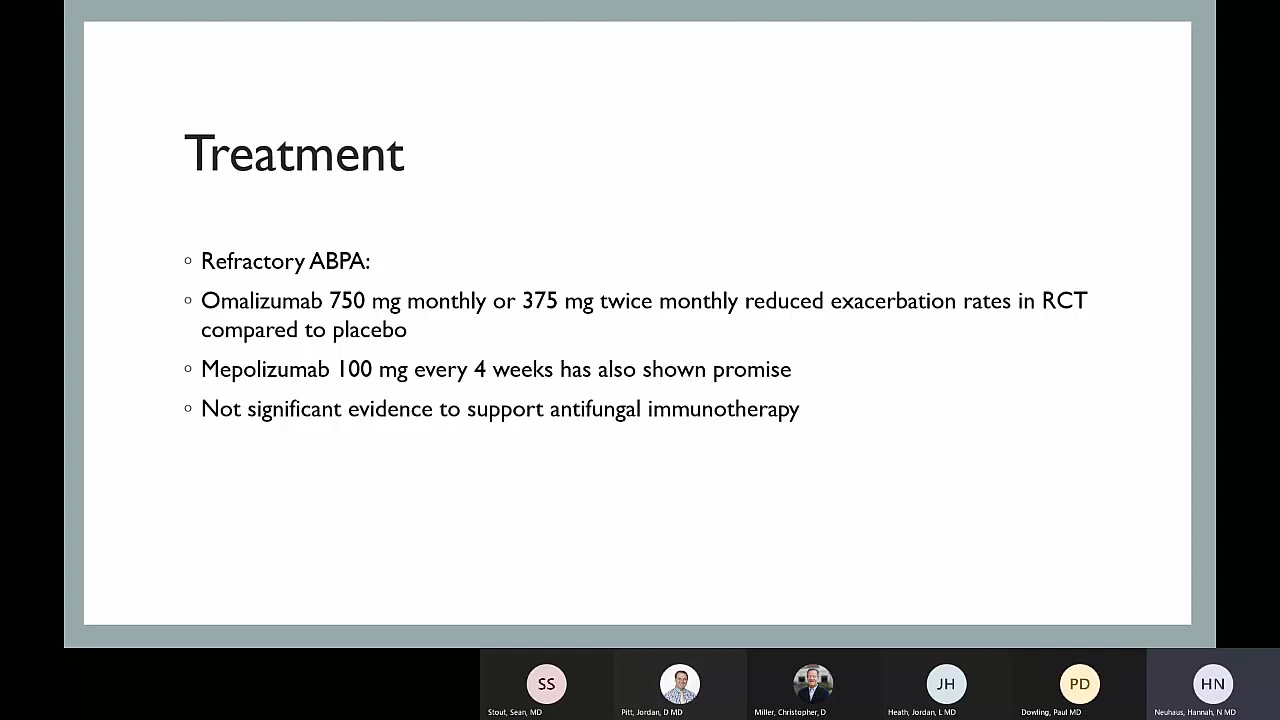 Treatment
◦ Refractory ABPA:
◦ Omalizumab 750 mg monthly or 375 mg twice monthly reduced exacerbation rates in RCT
compared to placebo
◦ Mepolizumab 100 mg every 4 weeks has also shown promise
◦ Not significant evidence to support antifungal immunotherapy
SS
JH
PD
HN
Stout, Sean, MD
Pitt, Jordan, D MD
Miller, Christopher, D
Heath, Jordan, L MD
Dowling, Paul MD
Neuhaus, Hannah, N MD